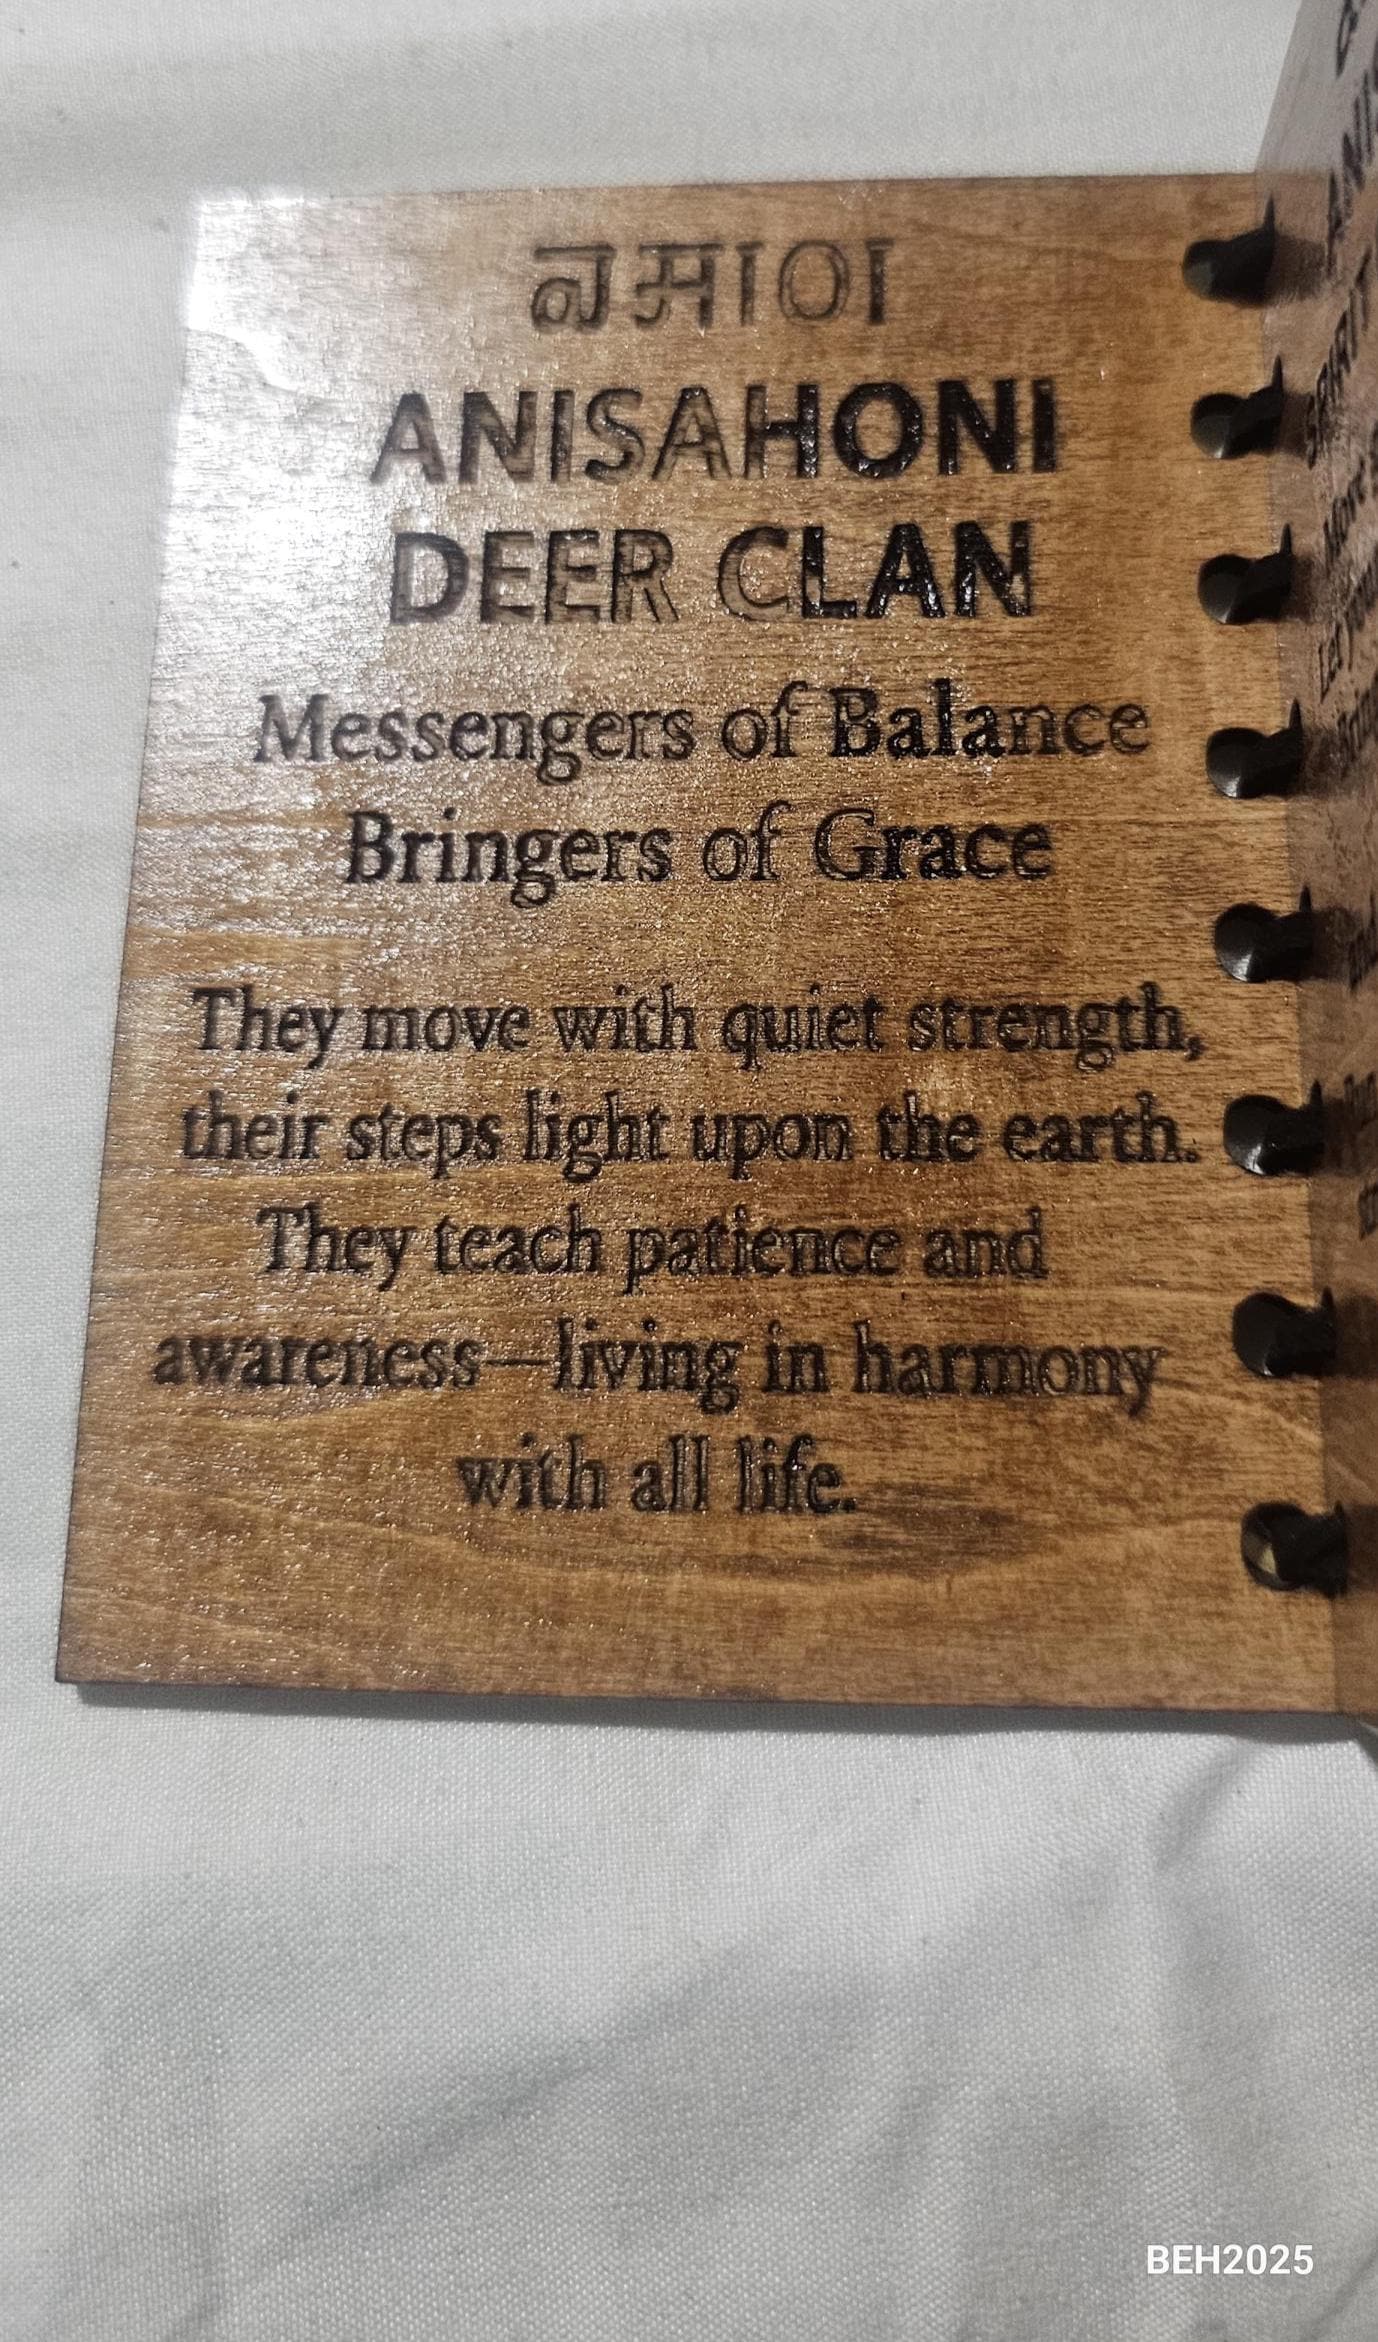 ANISAHONI
DEER CLAN
Messengers of Balance
Bringers of Grace
They move with quiet strength,
their steps light upon the earth.
They teach patience and
awareness—living in harmony
with all life.
SPIRIT
BEH2025